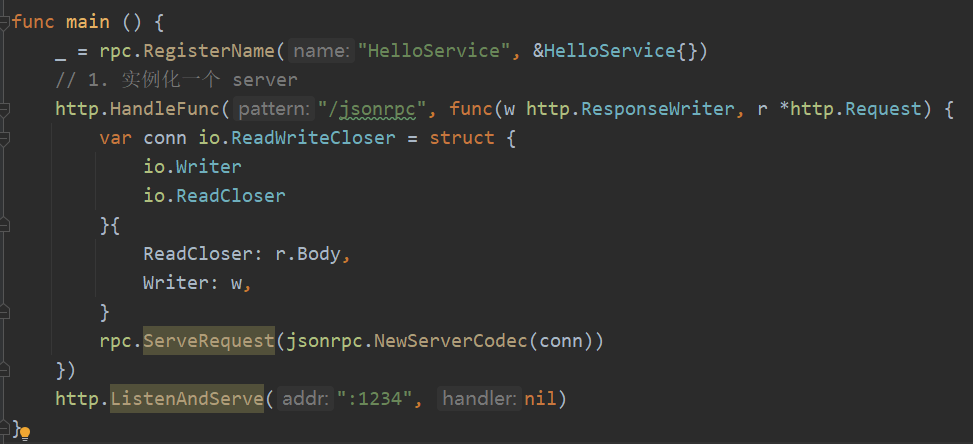 func main () {
    _ = rpc.RegisterName( name: "HelloService", &HelloService{})
    // 1. 实例化一个 server
    http.HandleFunc( pattern: "/jsonrpc", func(w http.ResponseWriter, r *http.Request) {
        var conn io.ReadWriteCloser = struct {
            io.Writer
            io.ReadCloser
        }{
            ReadCloser: r.Body,
            Writer: w,
        }
        rpc.ServeRequest(jsonrpc.NewServerCodec(conn))
    })
    http.ListenAndServe( addr: ":1234", handler: nil)
}